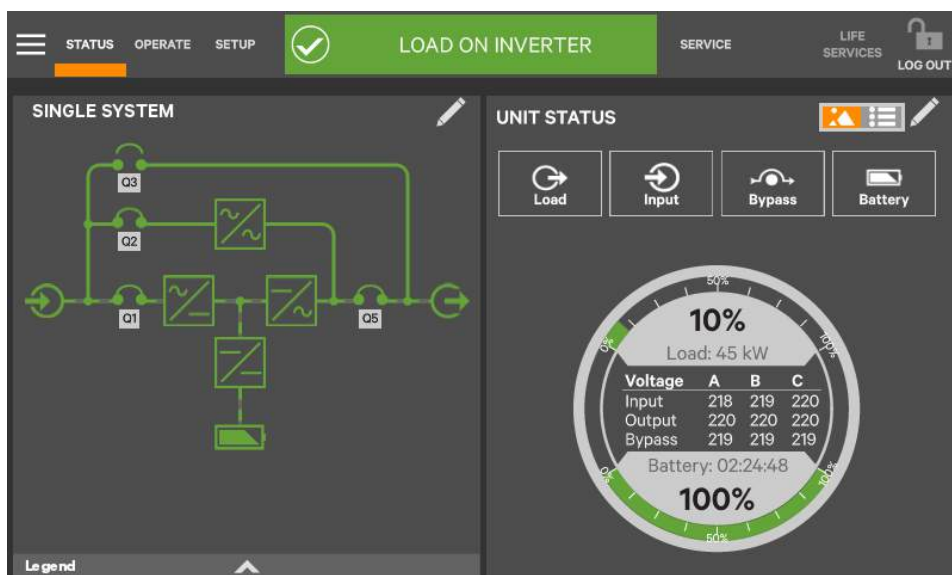 STATUS OPERATE SETUP LOAD ON INVERTER SERVICE LIFE SERVICES LOG OUT
SINGLE SYSTEM
Q3
Q2
Q1 Q5
Legend
UNIT STATUS
Load Input Bypass Battery
50%
0% 100%
10%
Load: 45 kW
Voltage A B C
Input 218 219 220
Output 220 220 220
Bypass 219 219 219
Battery: 02:24:48
100%
0% 100%
50%